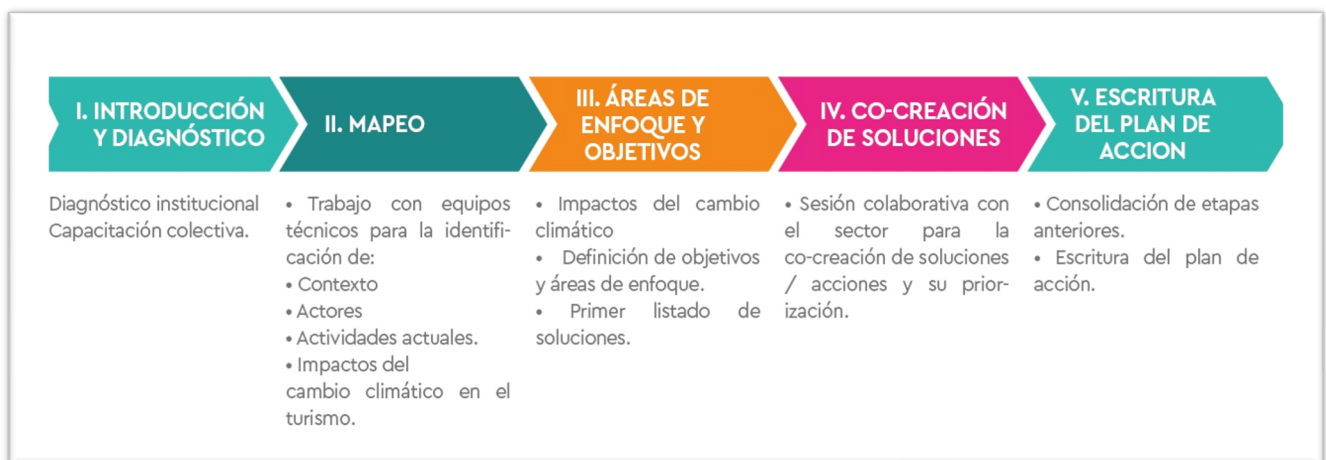 I. INTRODUCCIÓN
Y DIAGNÓSTICO
Diagnóstico institucional
Capacitación colectiva.
II. MAPEO
• Trabajo con equipos
técnicos para la identifi-
cación de:
• Contexto
• Actores
• Actividades actuales.
• Impactos del
cambio climático en el
turismo.
III. ÁREAS DE
ENFOQUE Y
OBJETIVOS
• Impactos del cambio
climático
• Definición de objetivos
y áreas de enfoque.
• Primer listado de
soluciones.
IV. CO-CREACIÓN
DE SOLUCIONES
• Sesión colaborativa con
el sector para la
co-creación de soluciones
/ acciones y su prior-
ización.
V. ESCRITURA
DEL PLAN DE
ACCION
• Consolidación de etapas
anteriores.
• Escritura del plan de
acción.